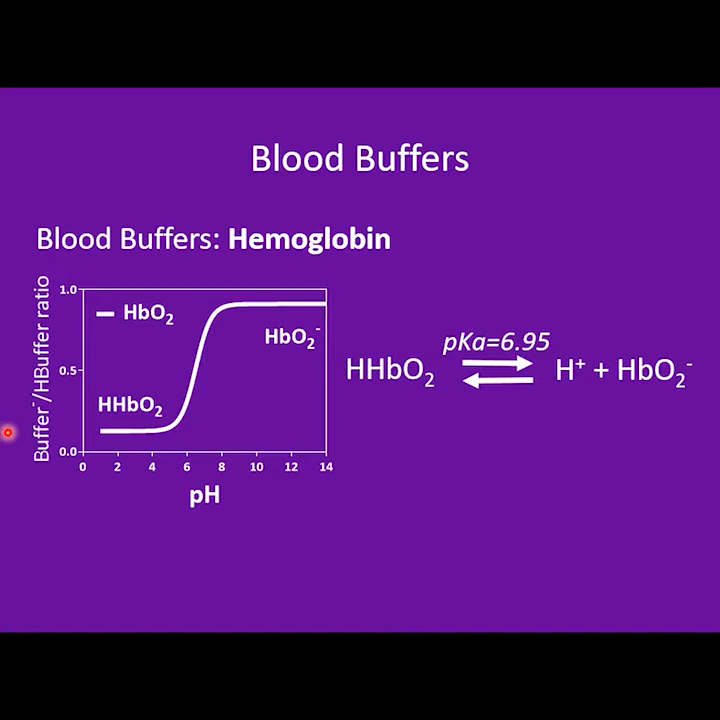 Blood Buffers
Blood Buffers: Hemoglobin
Buffer⁻/HBuffer ratio
1.0
0.5
0.0
HbO₂
HbO₂⁻
HHbO₂
0 2 4 6 8 10 12 14
pH
pKa=6.95
HHbO₂ ⇌ H⁺ + HbO₂⁻